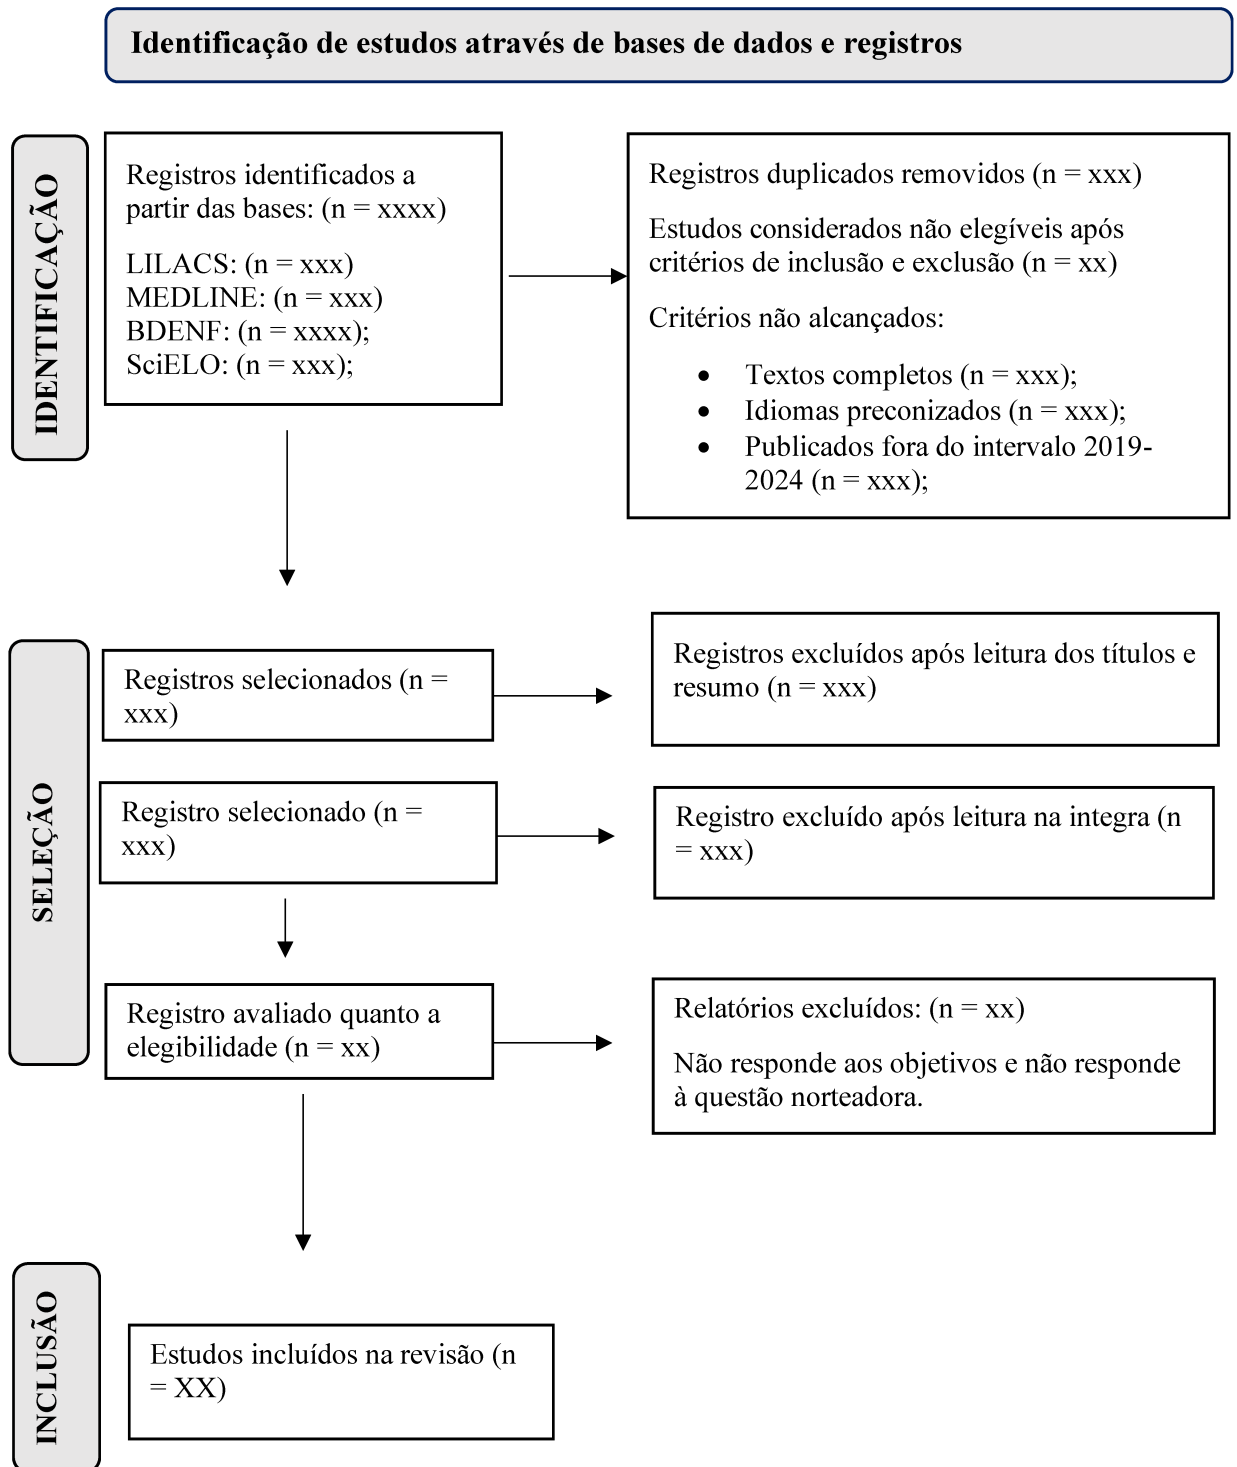 Identificação de estudos através de bases de dados e registros
IDENTIFICAÇÃO
Registros identificados a
partir das bases: (n = xxxx)
LILACS: (n = xxx)
MEDLINE: (n = xxx)
BDENF: (n = xxxx);
SciELO: (n = xxx);
Registros duplicados removidos (n = xxx)
Estudos considerados não elegíveis após
critérios de inclusão e exclusão (n = xx)
Critérios não alcançados:
• Textos completos (n = xxx);
• Idiomas preconizados (n = xxx);
• Publicados fora do intervalo 2019-
2024 (n = xxx);
SELEÇÃO
Registros selecionados (n =
xxx)
Registros excluídos após leitura dos títulos e
resumo (n = xxx)
Registro selecionado (n =
xxx)
Registro excluído após leitura na integra (n
= xxx)
Registro avaliado quanto a
elegibilidade (n = xx)
Relatórios excluídos: (n = xx)
Não responde aos objetivos e não responde
à questão norteadora.
INCLUSÃO
Estudos incluídos na revisão (n
= XX)